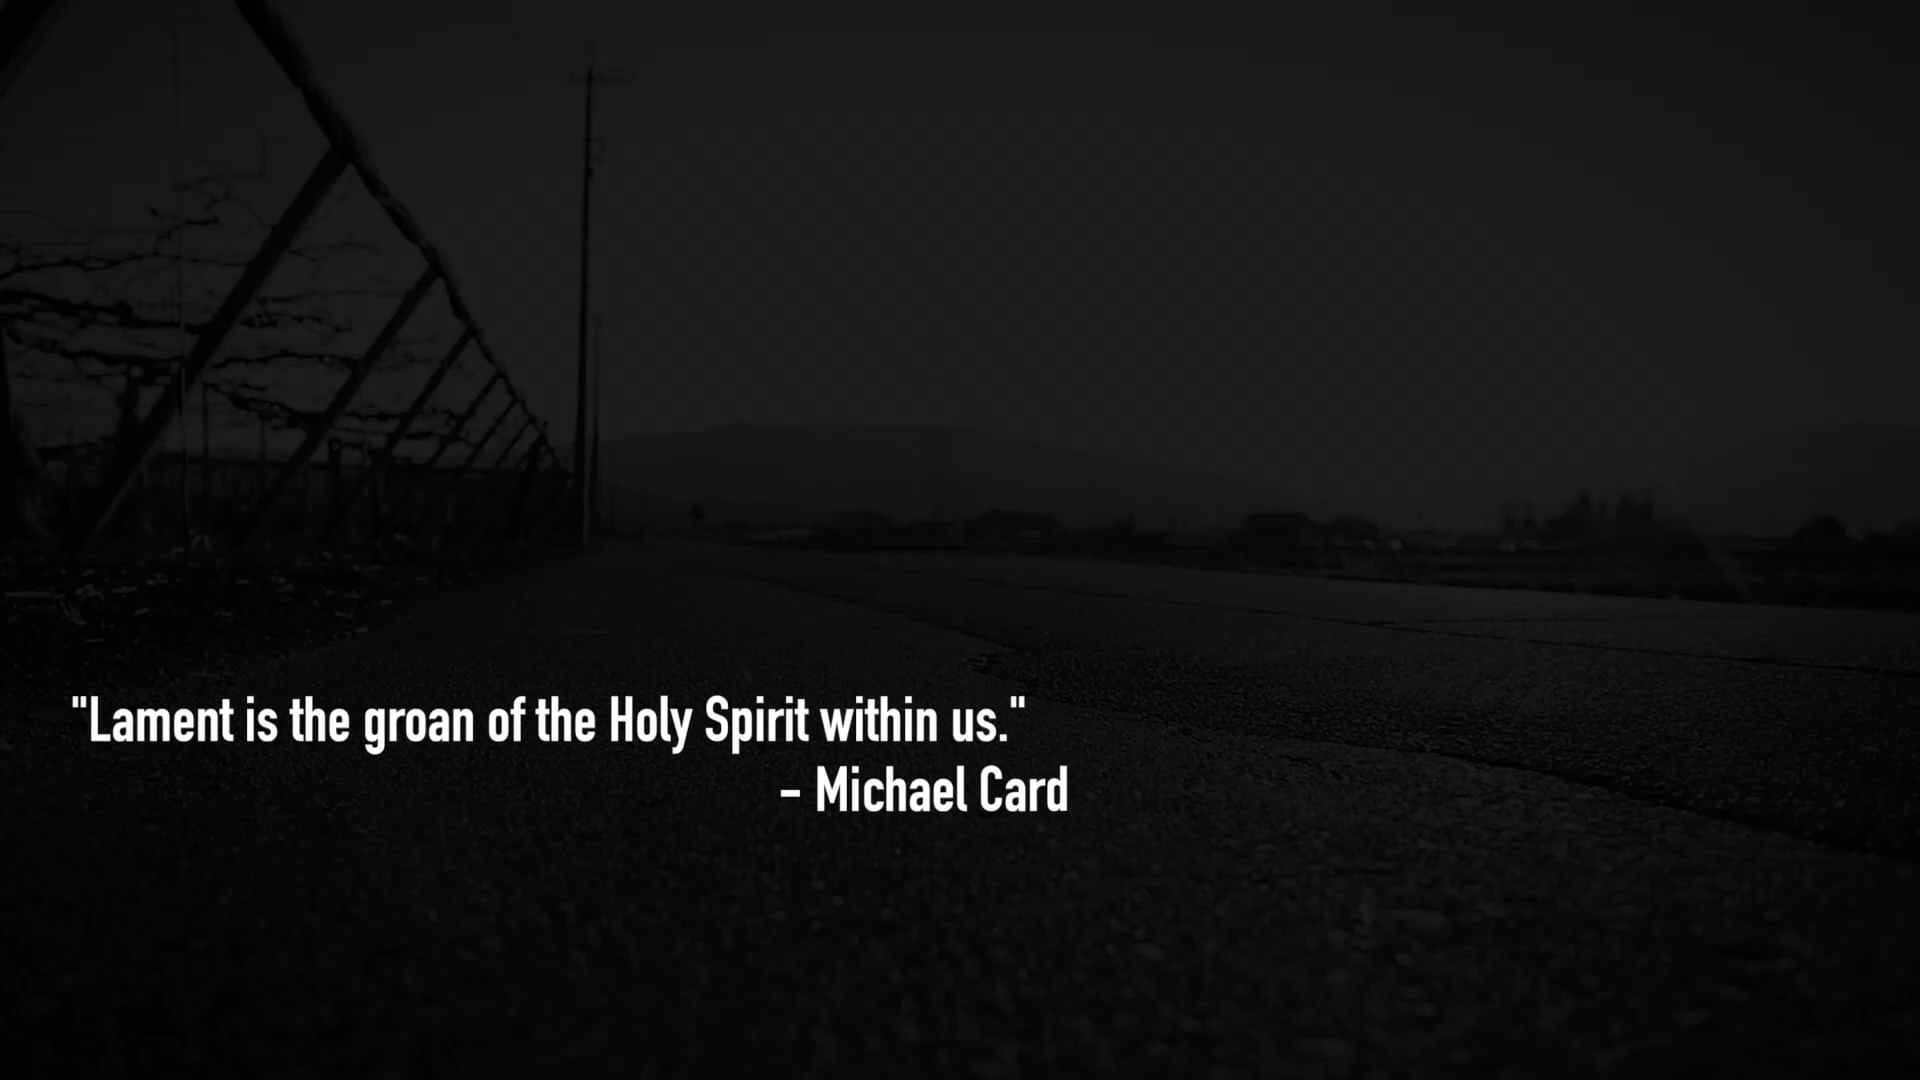 "Lament is the groan of the Holy Spirit within us."
- Michael Card